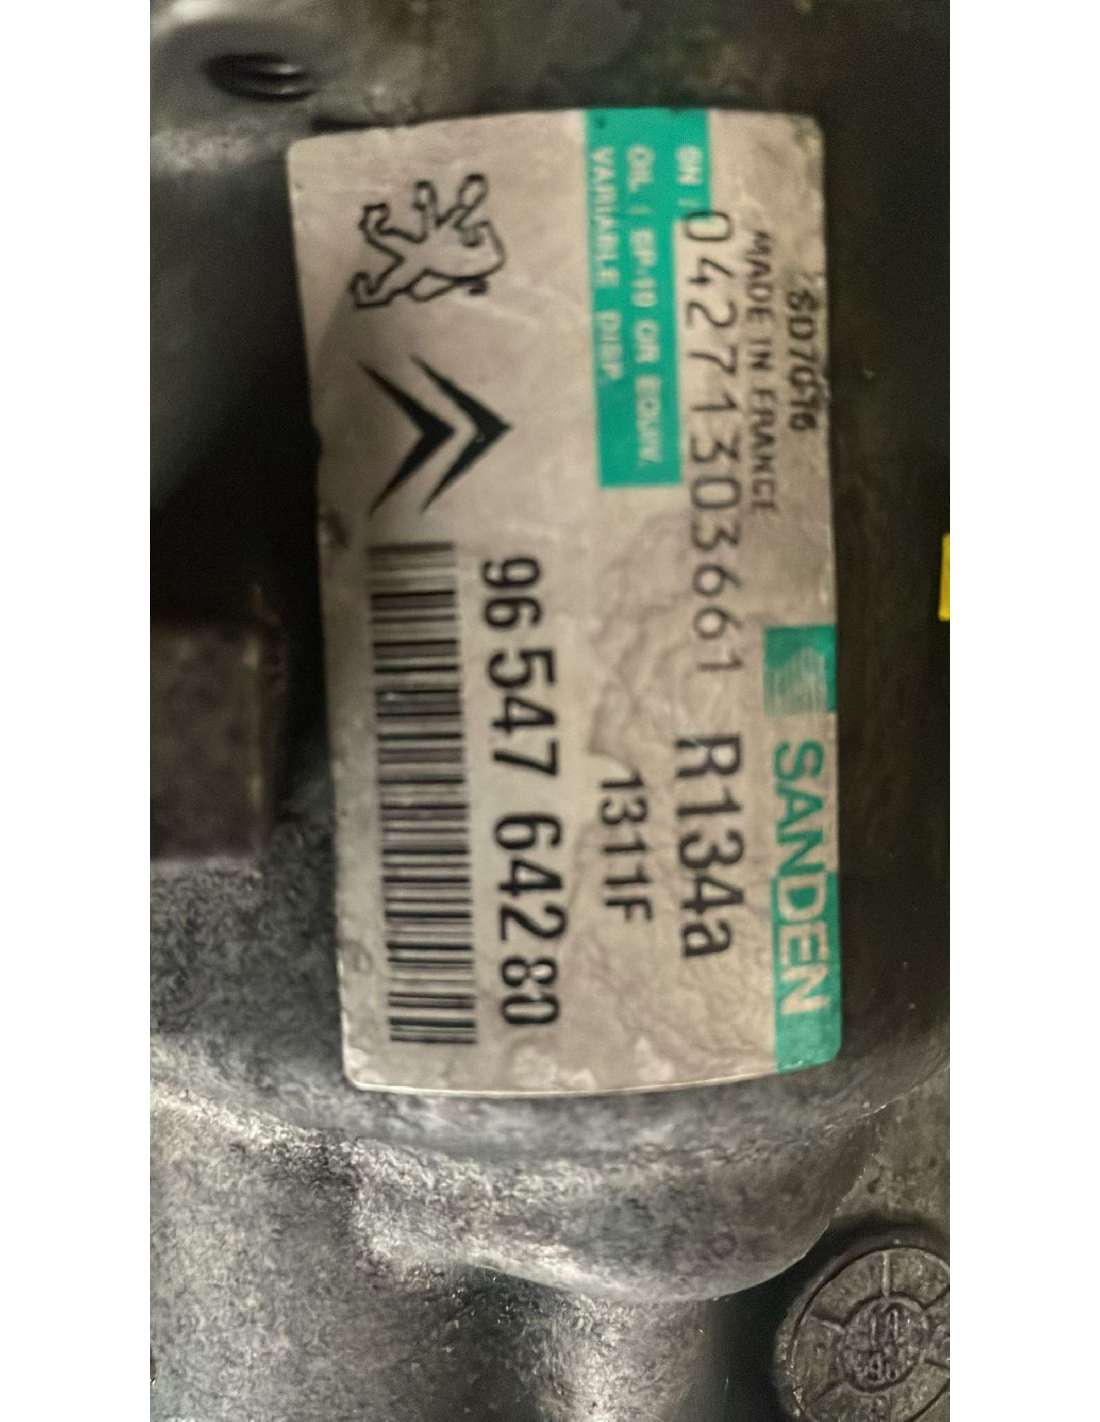 SANDEN
SD7C16
MADE IN FRANCE
SN /
04271303661 R134a
OIL / SP-10 OR EQUIV.
VARIABLE DISP.
1311F
96 547 642 80